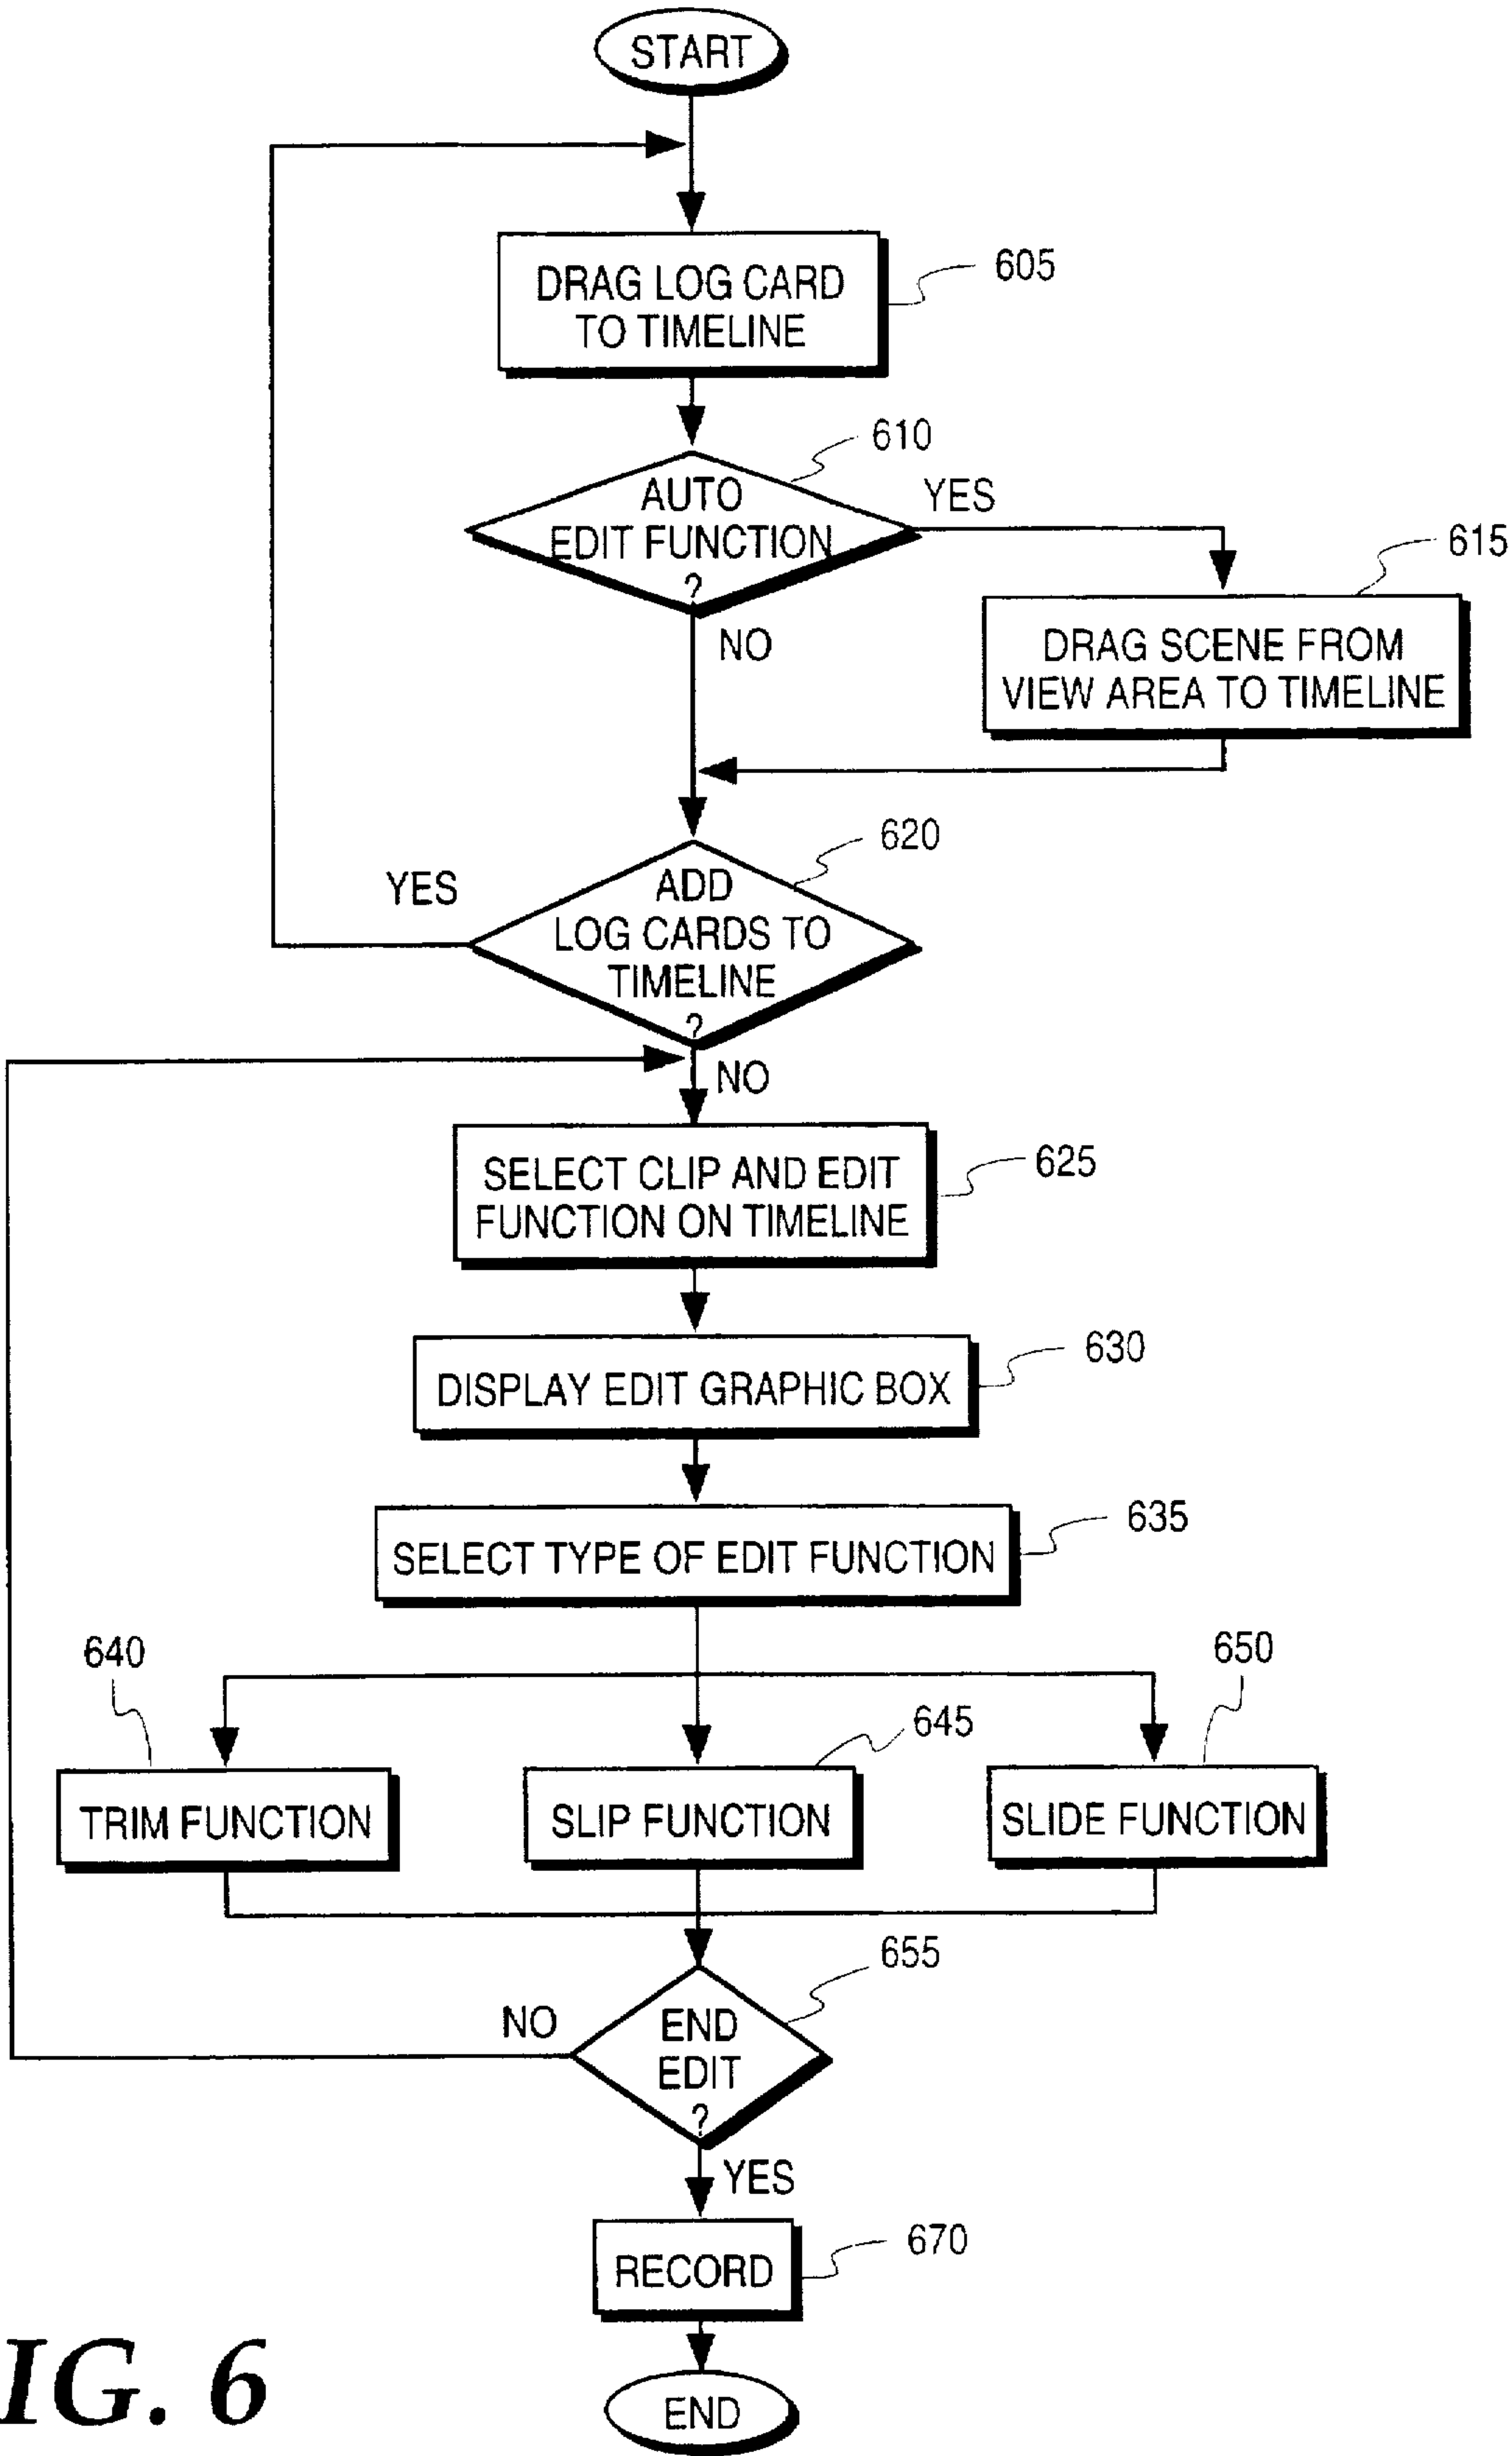 START
DRAG LOG CARD
TO TIMELINE
605
610
AUTO
EDIT FUNCTION
?
YES
NO
615
DRAG SCENE FROM
VIEW AREA TO TIMELINE
620
YES
ADD
LOG CARDS TO
TIMELINE
?
NO
SELECT CLIP AND EDIT
FUNCTION ON TIMELINE
625
DISPLAY EDIT GRAPHIC BOX
630
SELECT TYPE OF EDIT FUNCTION
635
640
645
650
TRIM FUNCTION
SLIP FUNCTION
SLIDE FUNCTION
655
NO
END
EDIT
?
YES
RECORD
670
END
IG. 6